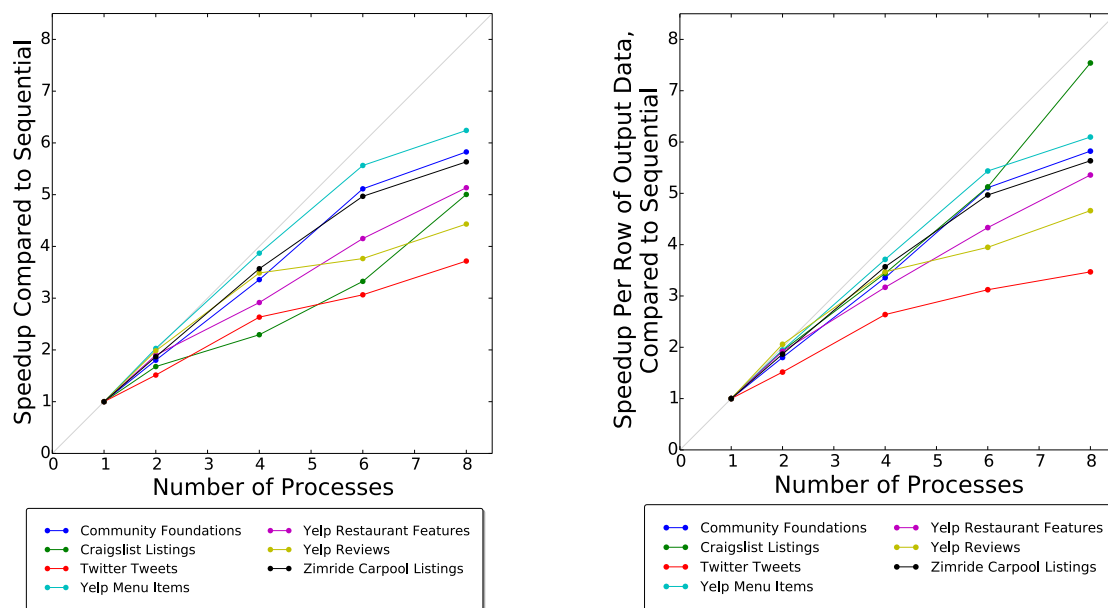 Speedup Compared to Sequential
8
7
6
5
4
3
2
1
0
0 1 2 3 4 5 6 7 8
Number of Processes
Community Foundations
Craigslist Listings
Twitter Tweets
Yelp Menu Items
Yelp Restaurant Features
Yelp Reviews
Zimride Carpool Listings
Speedup Per Row of Output Data,
Compared to Sequential
8
7
6
5
4
3
2
1
0
0 1 2 3 4 5 6 7 8
Number of Processes
Community Foundations
Craigslist Listings
Twitter Tweets
Yelp Menu Items
Yelp Restaurant Features
Yelp Reviews
Zimride Carpool Listings